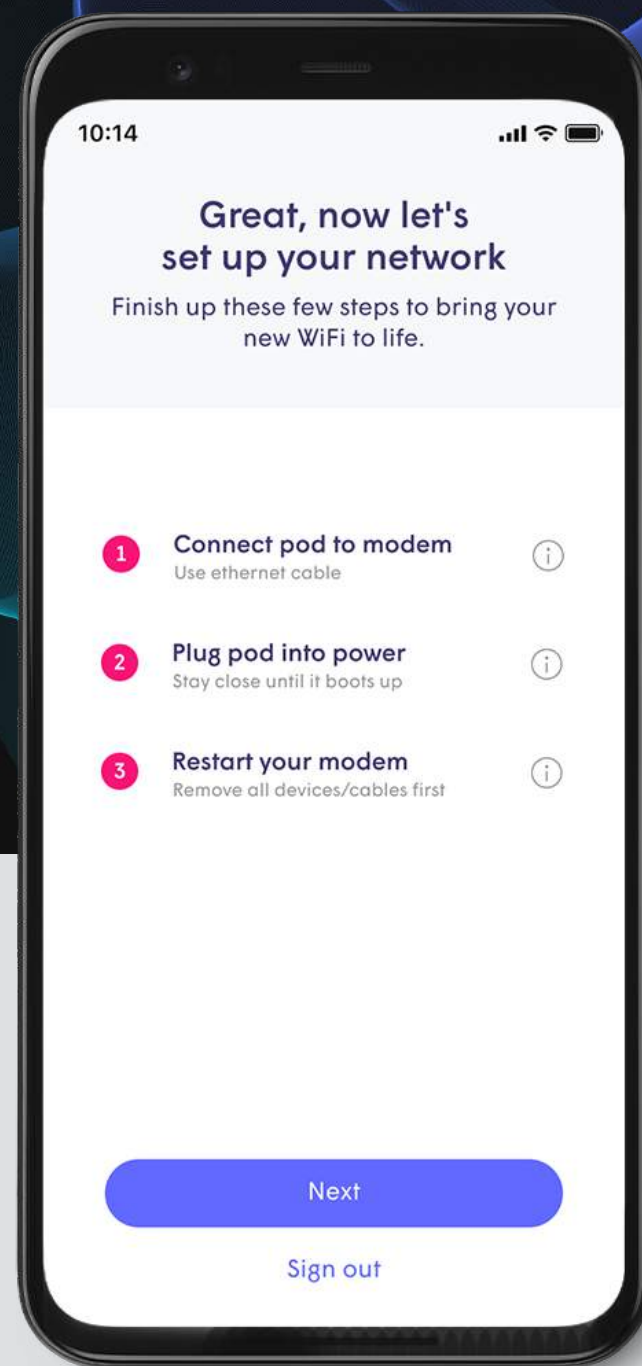 10:14
Great, now let's
set up your network
Finish up these few steps to bring your
new WiFi to life.
1
Connect pod to modem
Use ethernet cable
2
Plug pod into power
Stay close until it boots up
3
Restart your modem
Remove all devices/cables first
Next
Sign out